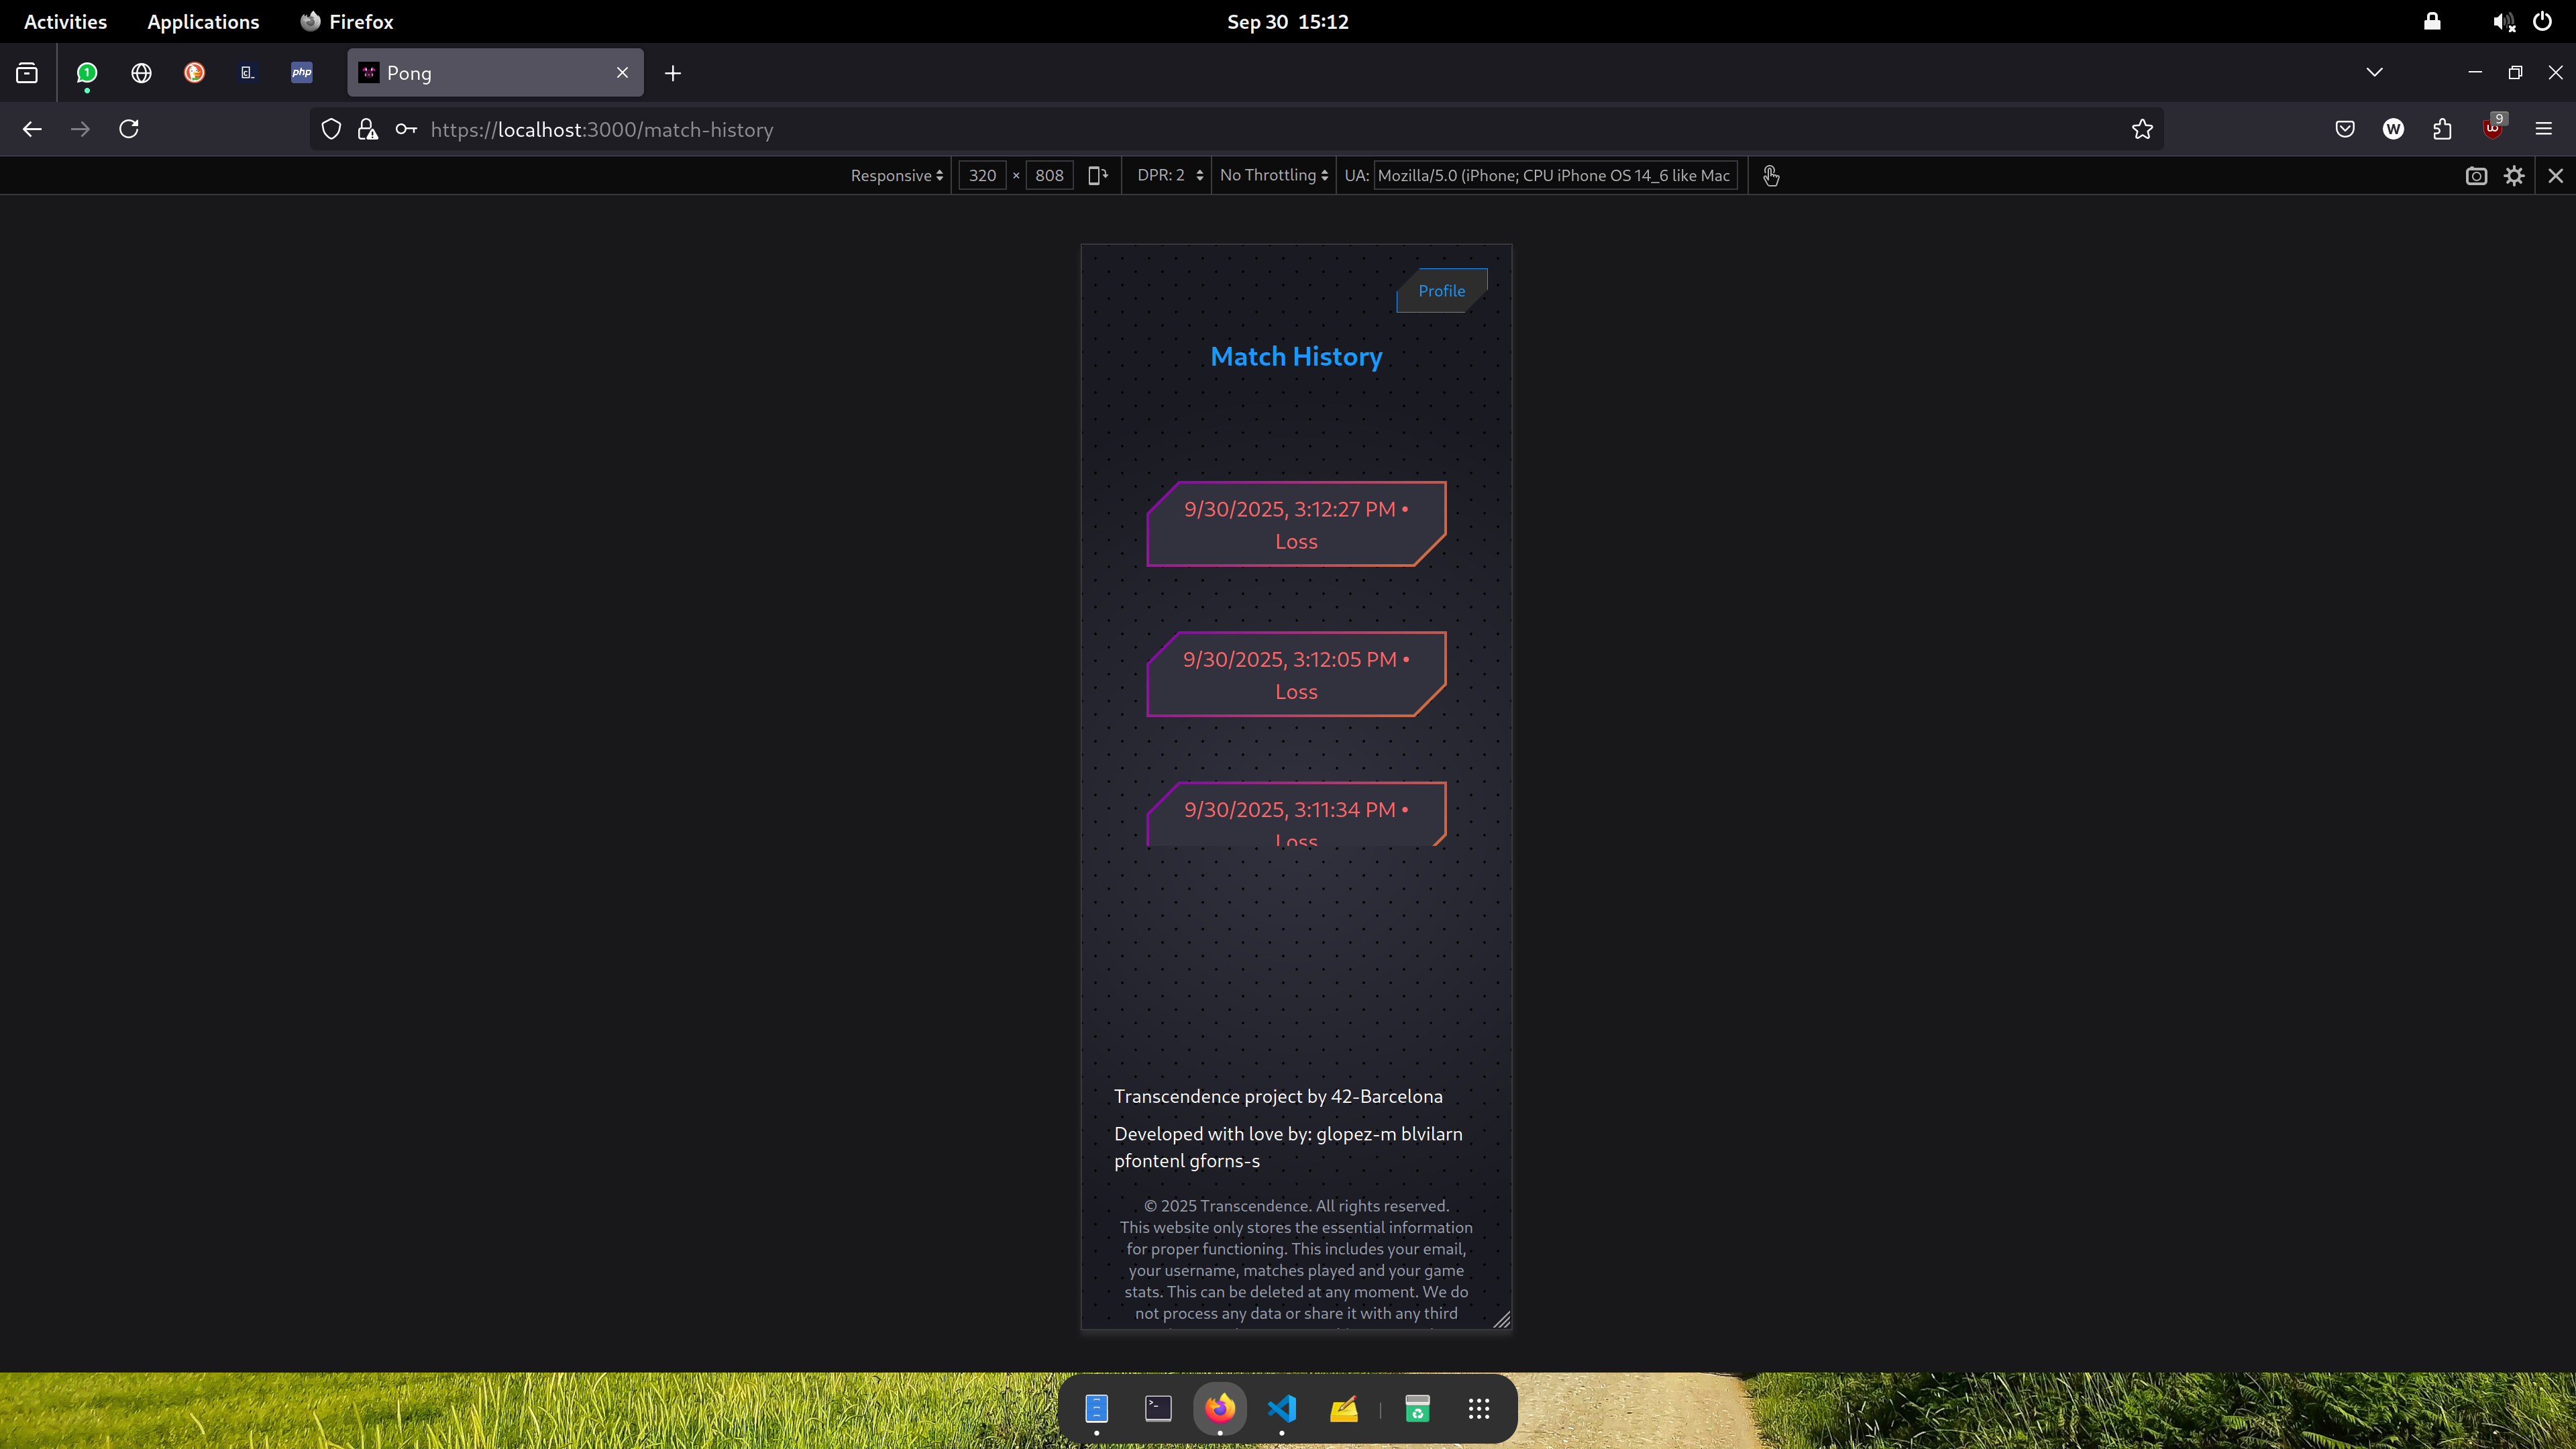 Activities Applications Firefox Sep 30 15:12
1 php Pong
https://localhost:3000/match-history W 9
Responsive 320 × 808 DPR: 2 No Throttling UA: Mozilla/5.0 (iPhone; CPU iPhone OS 14_6 like Mac
Profile
Match History
9/30/2025, 3:12:27 PM •
Loss
9/30/2025, 3:12:05 PM •
Loss
9/30/2025, 3:11:34 PM •
Loss
Transcendence project by 42-Barcelona
Developed with love by: glopez-m blvilarn
pfontenl gforns-s
© 2025 Transcendence. All rights reserved.
This website only stores the essential information
for proper functioning. This includes your email,
your username, matches played and your game
stats. This can be deleted at any moment. We do
not process any data or share it with any third